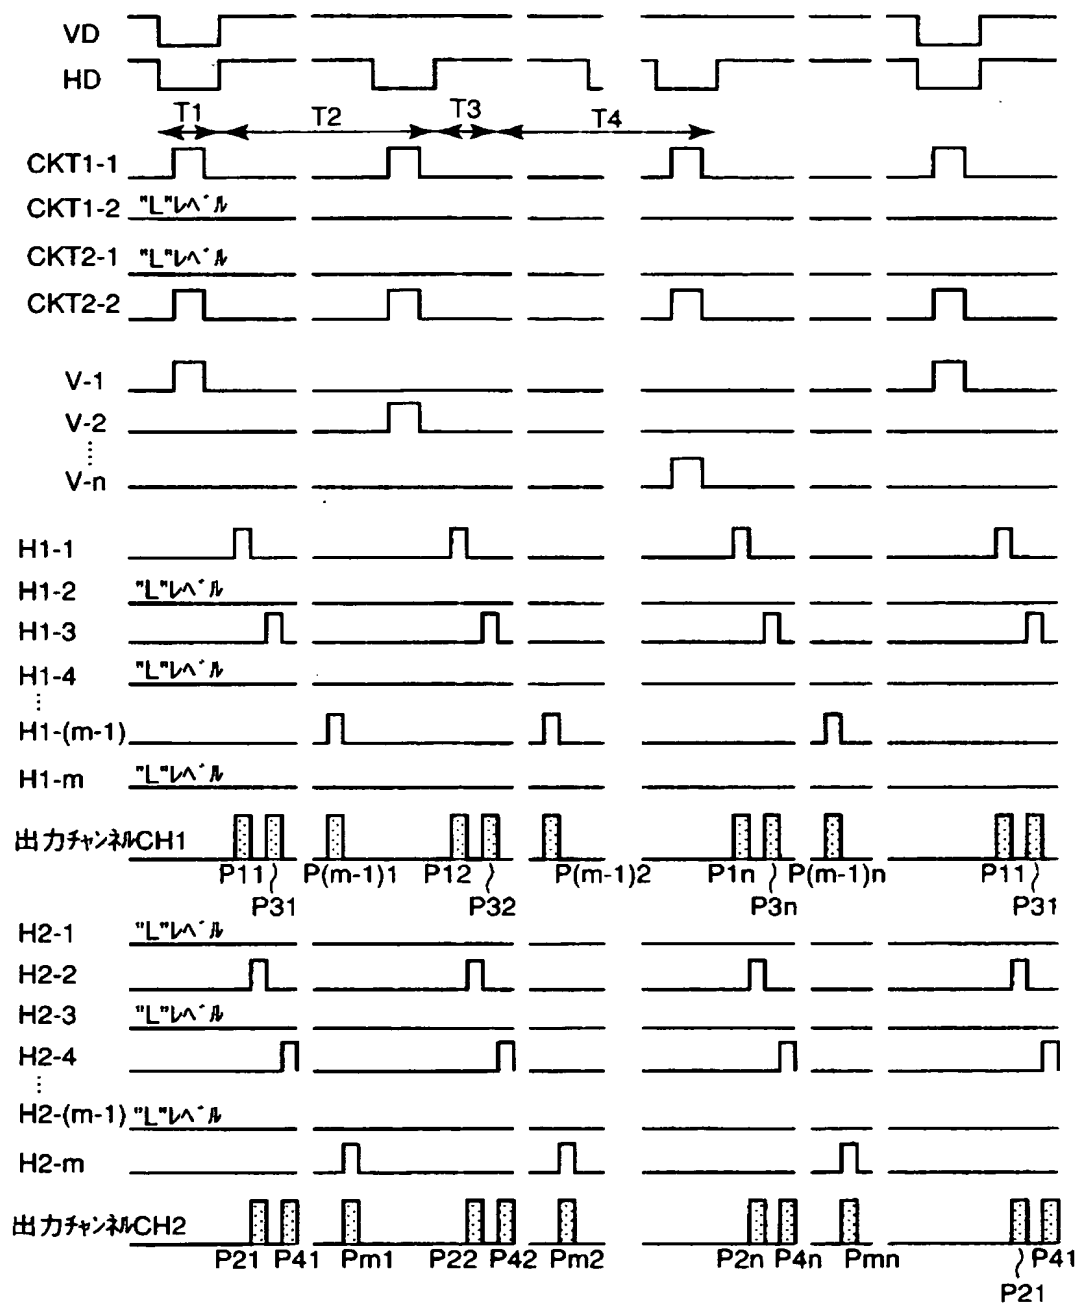 VD
HD
T1 T2 T3 T4
CKT1-1
CKT1-2 "L"レベル
CKT2-1 "L"レベル
CKT2-2
V-1
V-2
V-n
H1-1
H1-2 "L"レベル
H1-3
H1-4 "L"レベル
H1-(m-1)
H1-m "L"レベル
出力チャンネルCH1
P11 P(m-1)1 P12 P(m-1)2 P1n P(m-1)n P11
P31 P32 P3n P31
H2-1 "L"レベル
H2-2
H2-3 "L"レベル
H2-4
H2-(m-1) "L"レベル
H2-m
出力チャンネルCH2
P21 P41 Pm1 P22 P42 Pm2 P2n P4n Pmn P41
P21